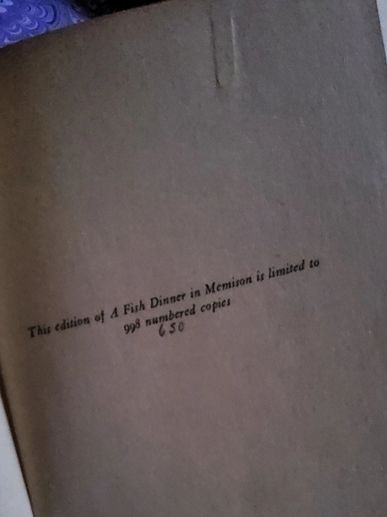 This edition of A Fish Dinner in Memison is limited to
998 numbered copies
650